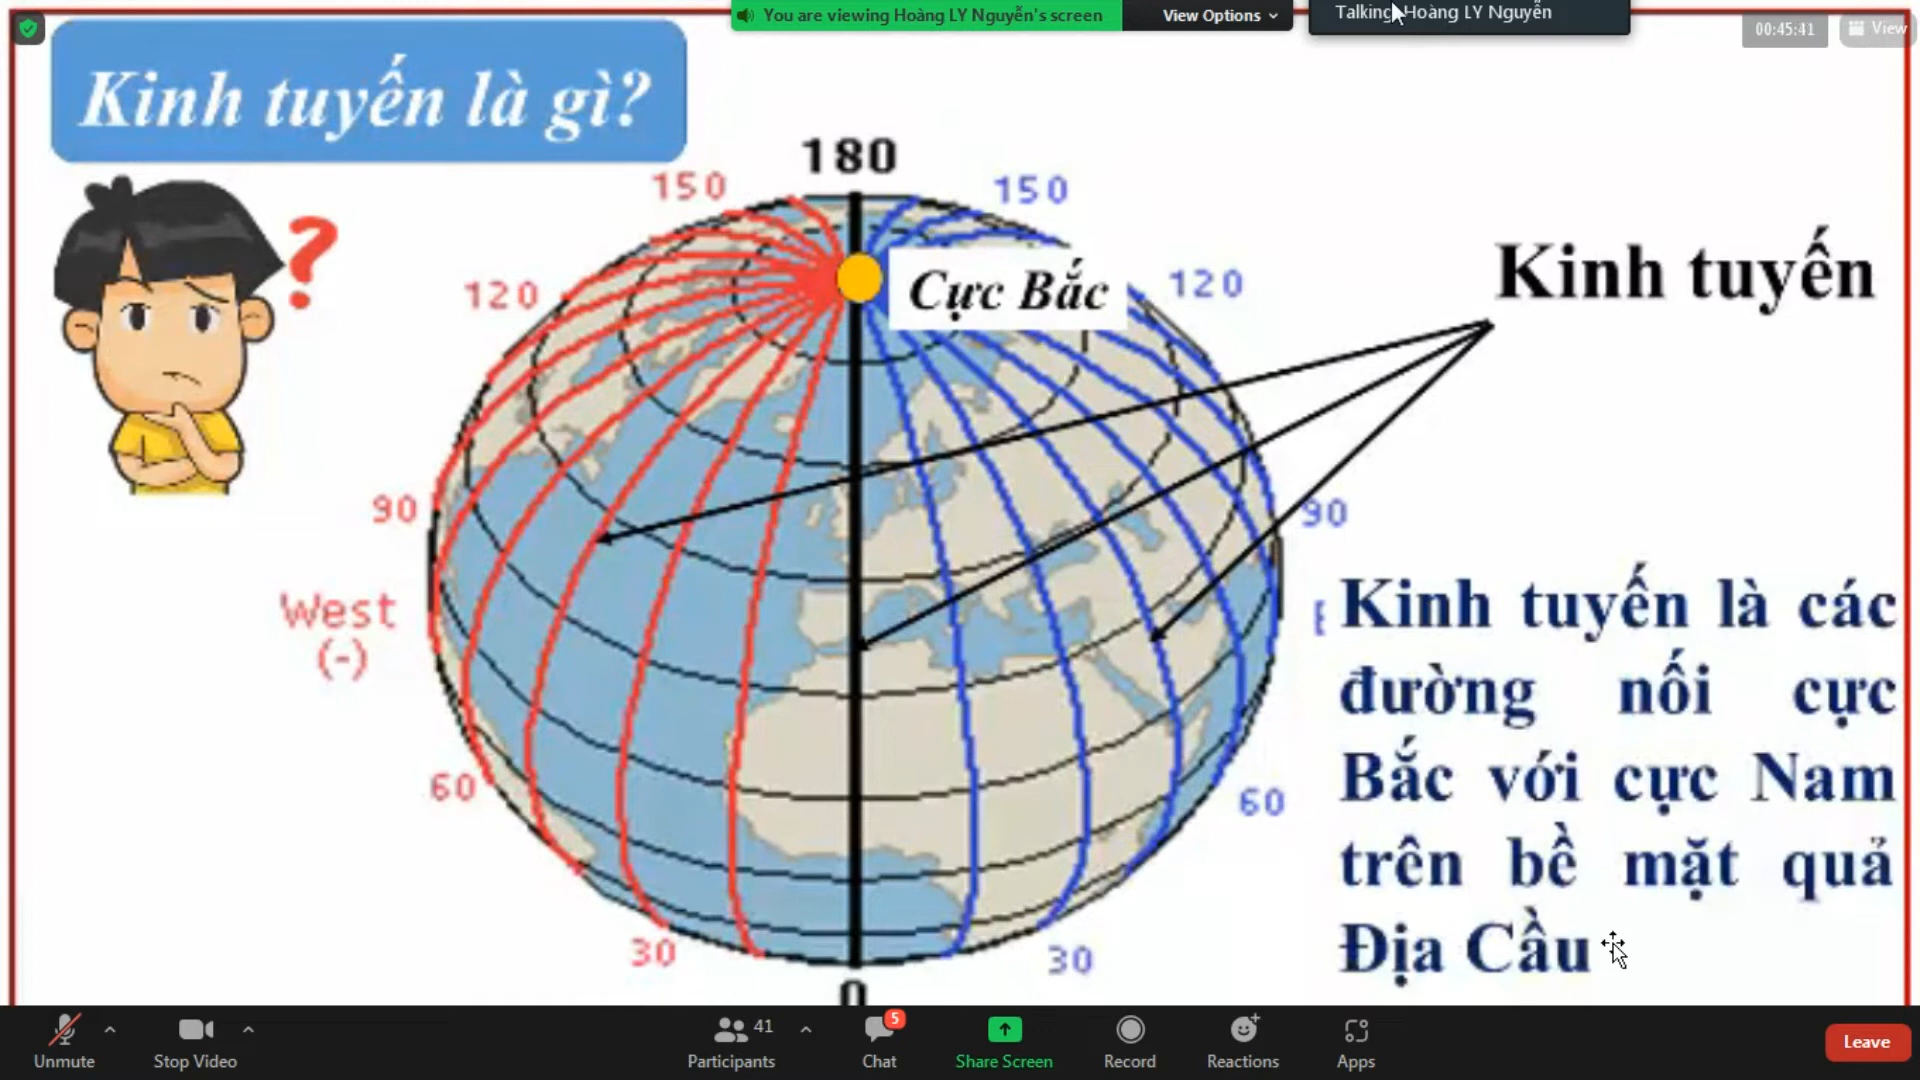 You are viewing Hoàng LY Nguyễn's screen
View Options
Talking: Hoàng LY Nguyễn
00:45:41
View
Kinh tuyến là gì?
?
180
150
150
120
120
Cực Bắc
Kinh tuyến
90
90
West
(-)
Kinh tuyến là các
đường nối cực
Bắc với cực Nam
trên bề mặt quả
Địa Cầu
60
60
30
30
0
Unmute
Stop Video
41
Participants
5
Chat
Share Screen
Record
Reactions
Apps
Leave